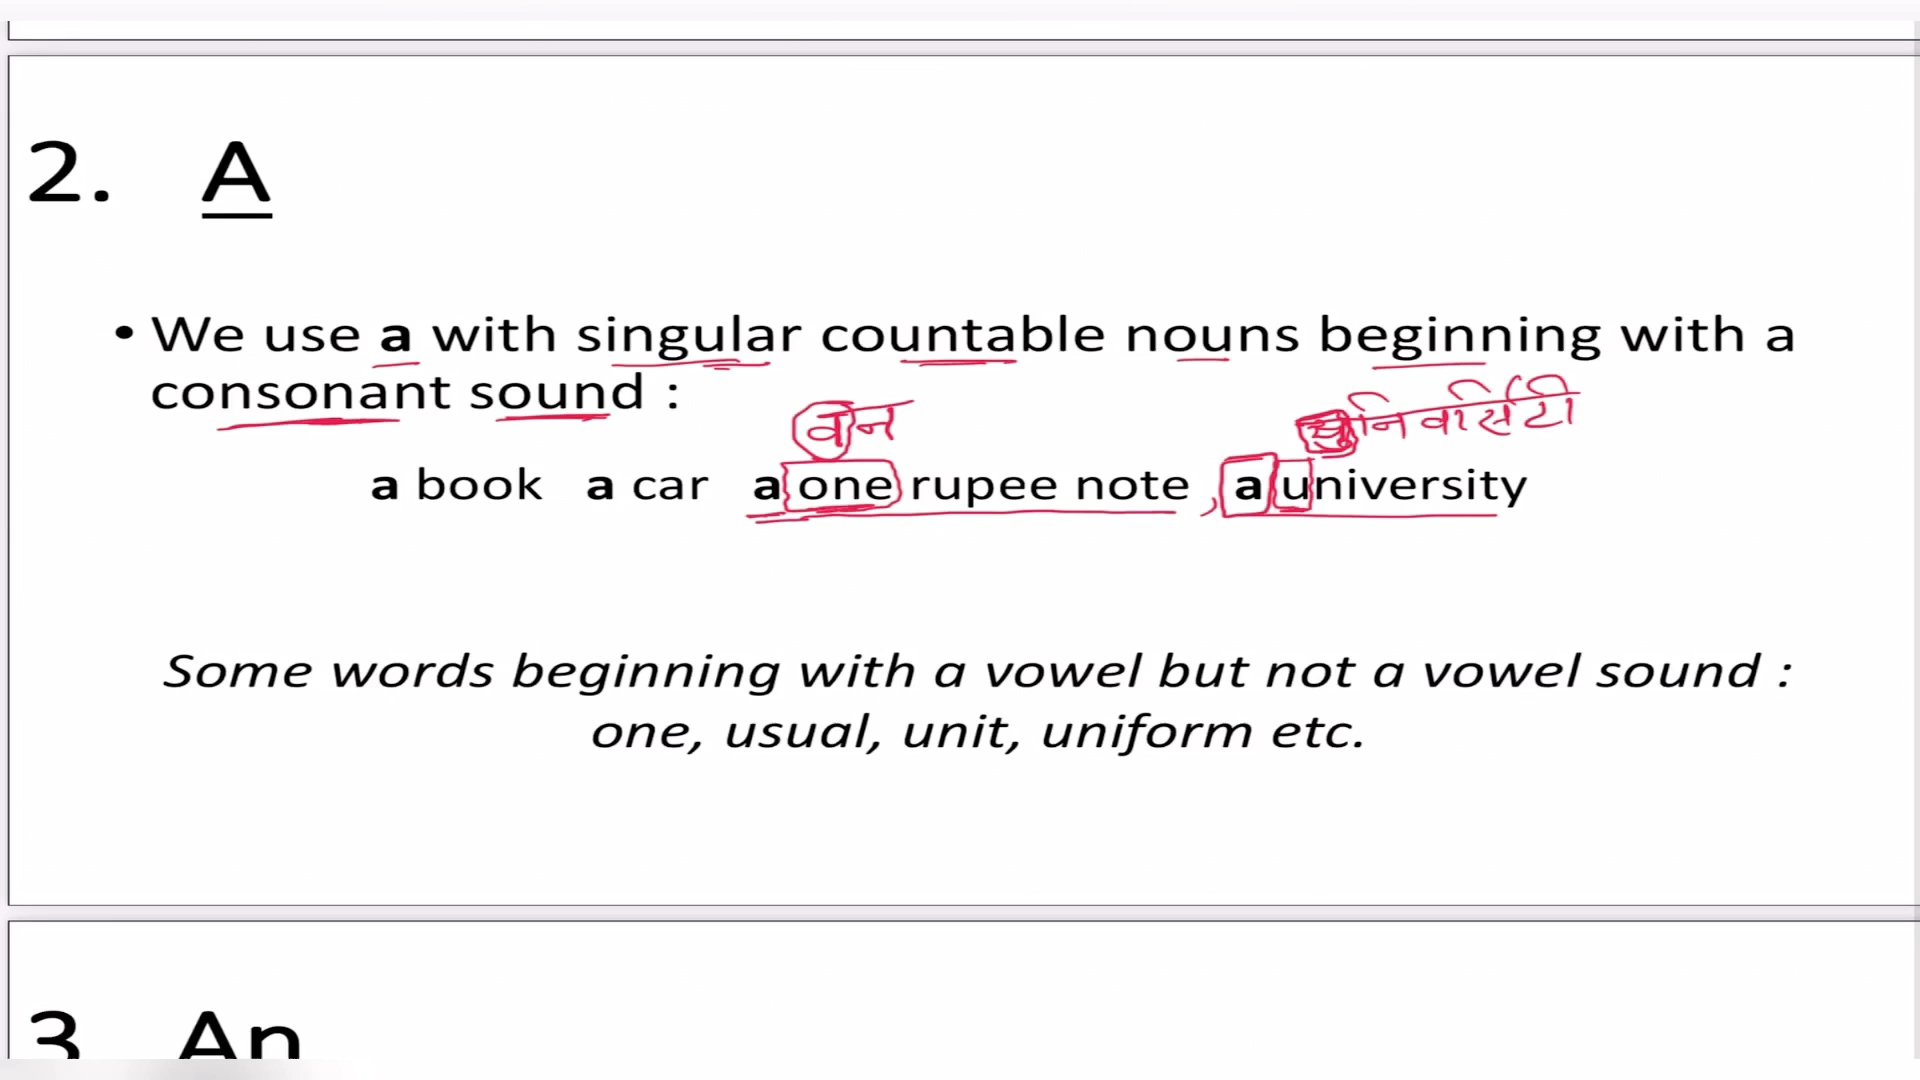 2. A
• We use a with singular countable nouns beginning with a
consonant sound :
वन युनिवर्सिटी
a book a car a one rupee note , a university
Some words beginning with a vowel but not a vowel sound :
one, usual, unit, uniform etc.
3 An